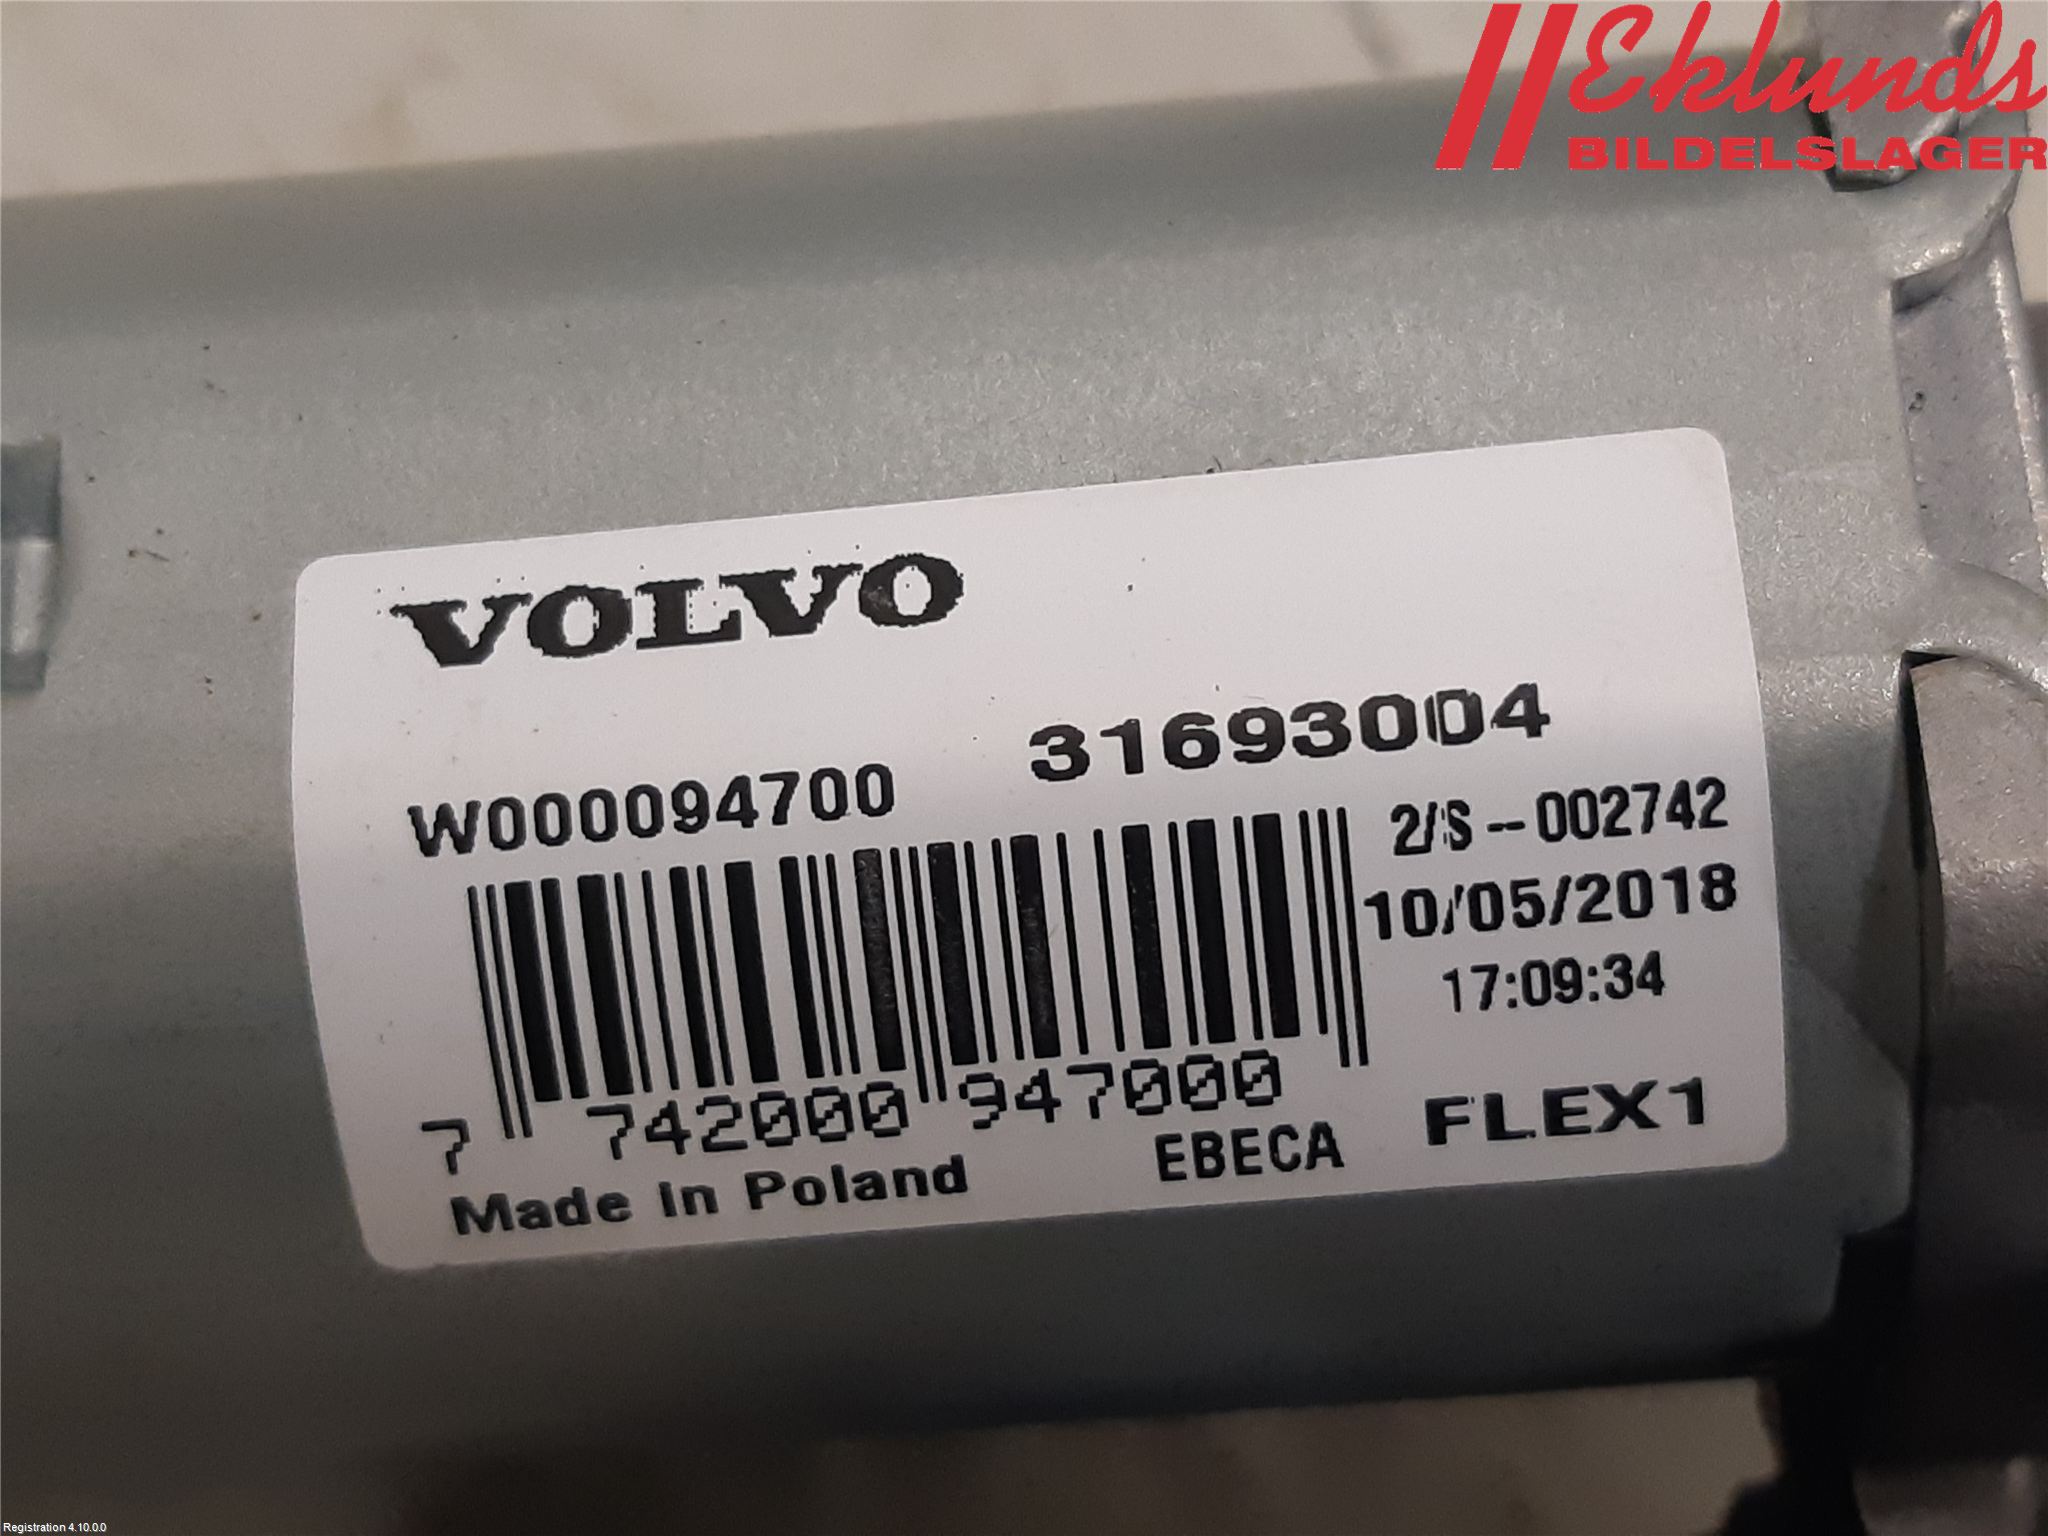 Eklunds
BILDELSLAGER
VOLVO
31693004
W000094700
2/S--002742
10/05/2018
17:09:34
7 742000 947000
FLEX1
Made In Poland
EBECA
Registration 4.10.0.0